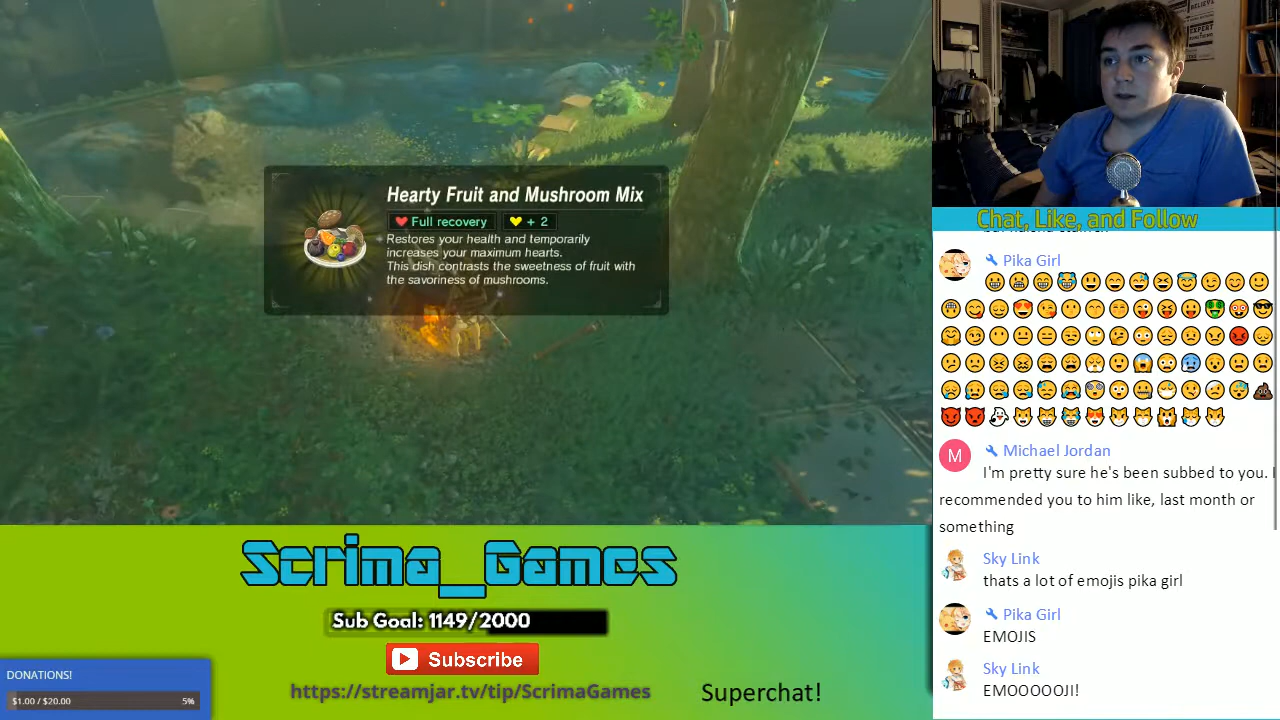 Hearty Fruit and Mushroom Mix
Full recovery
+ 2
Restores your health and temporarily
increases your maximum hearts.
This dish contrasts the sweetness of fruit with
the savoriness of mushrooms.
BELIEVE
EXPERT
Chat, Like, and Follow
Pika Girl
Michael Jordan
M
I'm pretty sure he's been subbed to you. I
recommended you to him like, last month or
something
Sky Link
thats a lot of emojis pika girl
Pika Girl
EMOJIS
Sky Link
EMOOOOOJI!
Scrima_Games
Sub Goal: 1149/2000
Subscribe
https://streamjar.tv/tip/ScrimaGames
Superchat!
DONATIONS!
$1.00 / $20.00
5%